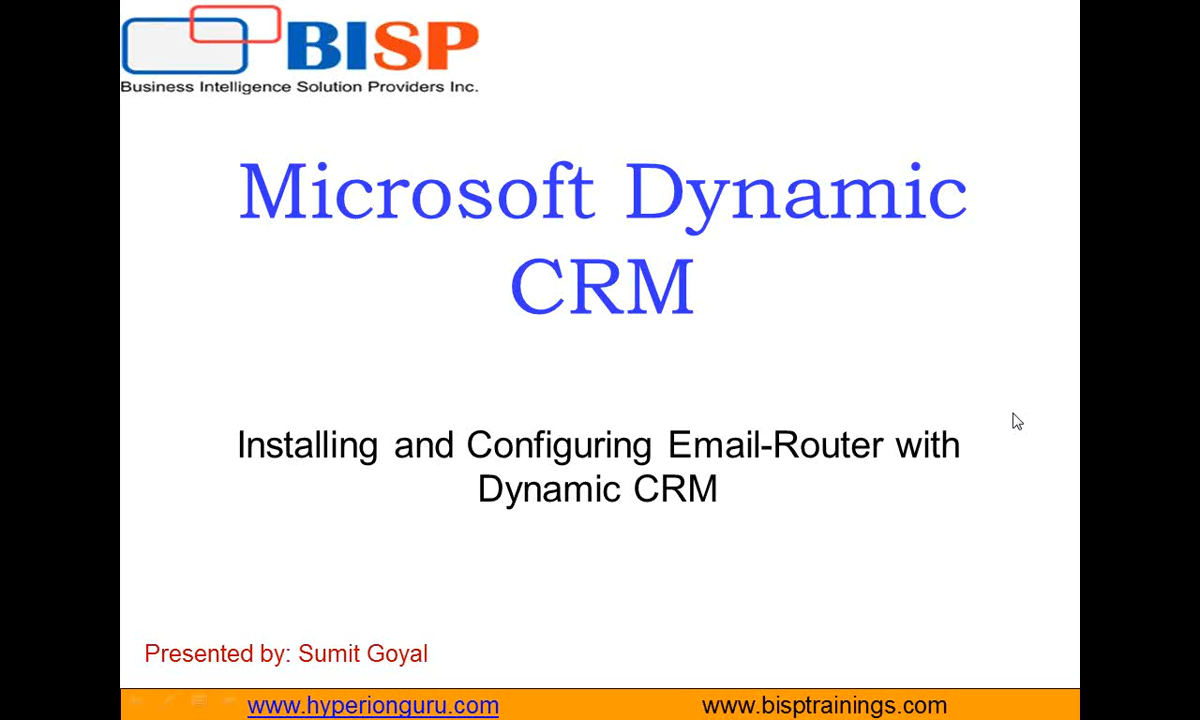 BISP
Business Intelligence Solution Providers Inc.
Microsoft Dynamic
CRM
Installing and Configuring Email-Router with
Dynamic CRM
Presented by: Sumit Goyal
www.hyperionguru.com www.bisptrainings.com